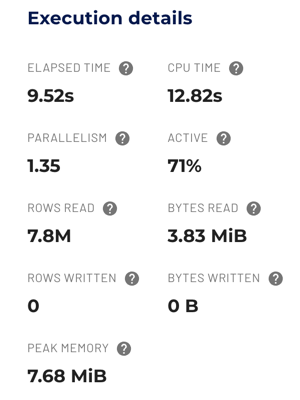 Execution details
ELAPSED TIME ? CPU TIME ?
9.52s 12.82s
PARALLELISM ? ACTIVE ?
1.35 71%
ROWS READ ? BYTES READ ?
7.8M 3.83 MiB
ROWS WRITTEN ? BYTES WRITTEN ?
0 0 B
PEAK MEMORY ?
7.68 MiB